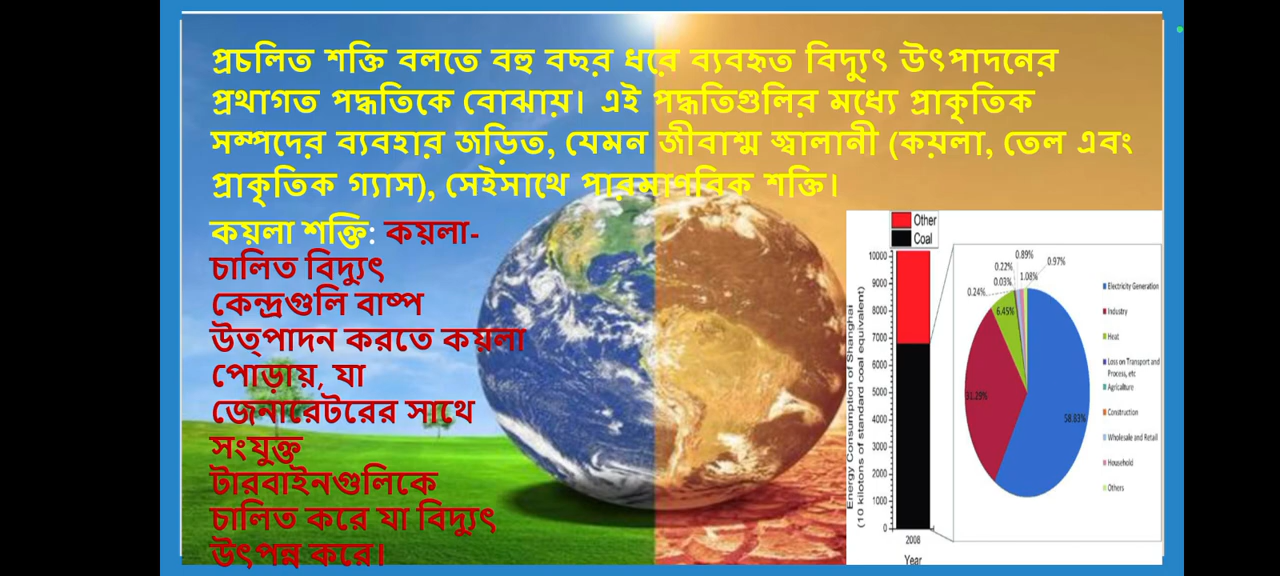 প্রচলিত শক্তি বলতে বহু বছর ধরে ব্যবহৃত বিদ্যুৎ উৎপাদনের
প্রথাগত পদ্ধতিকে বোঝায়। এই পদ্ধতিগুলির মধ্যে প্রাকৃতিক
সম্পদের ব্যবহার জড়িত, যেমন জীবাশ্ম জ্বালানী (কয়লা, তেল এবং
প্রাকৃতিক গ্যাস), সেইসাথে পারমাণবিক শক্তি।
কয়লা শক্তি: কয়লা-
চালিত বিদ্যুৎ
কেন্দ্রগুলি বাষ্প
উত্পাদন করতে কয়লা
পোড়ায়, যা
জেনারেটরের সাথে
সংযুক্ত
টারবাইনগুলিকে
চালিত করে যা বিদ্যুৎ
উৎপন্ন করে।
Other
Coal
10000
9000
8000
7000
6000
5000
4000
3000
2000
1000
0
2008
Year
Energy Consumption of Shanghai
(10 kilotons of standard coal equivalent)
0.89%
0.97%
0.22%
1.08%
0.03%
0.24%
6.45%
31.29%
58.83%
Electricity Generation
Industry
Heat
Loss on Transport and
Process, etc
Agriculture
Construction
Wholesale and Retail
Household
Others